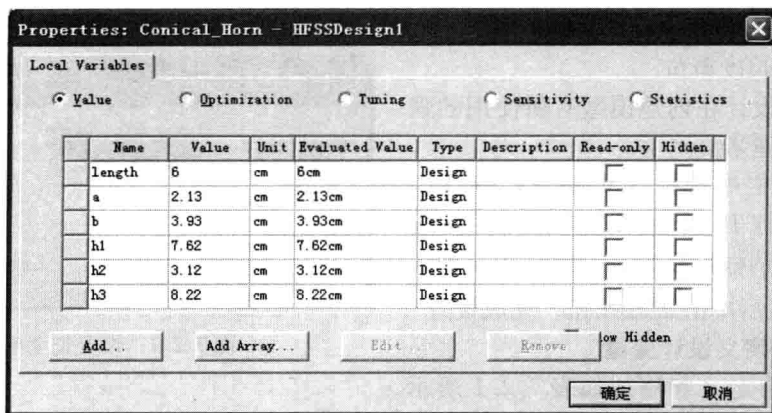 Properties: Conical_Horn - HFSSDesign1
Local Variables
Value Optimization Tuning Sensitivity Statistics
Name Value Unit Evaluated Value Type Description Read-only Hidden
length 6 cm 6cm Design
a 2.13 cm 2.13cm Design
b 3.93 cm 3.93cm Design
h1 7.62 cm 7.62cm Design
h2 3.12 cm 3.12cm Design
h3 8.22 cm 8.22cm Design
ow Hidden
Add... Add Array... Edit... Remove
确定 取消